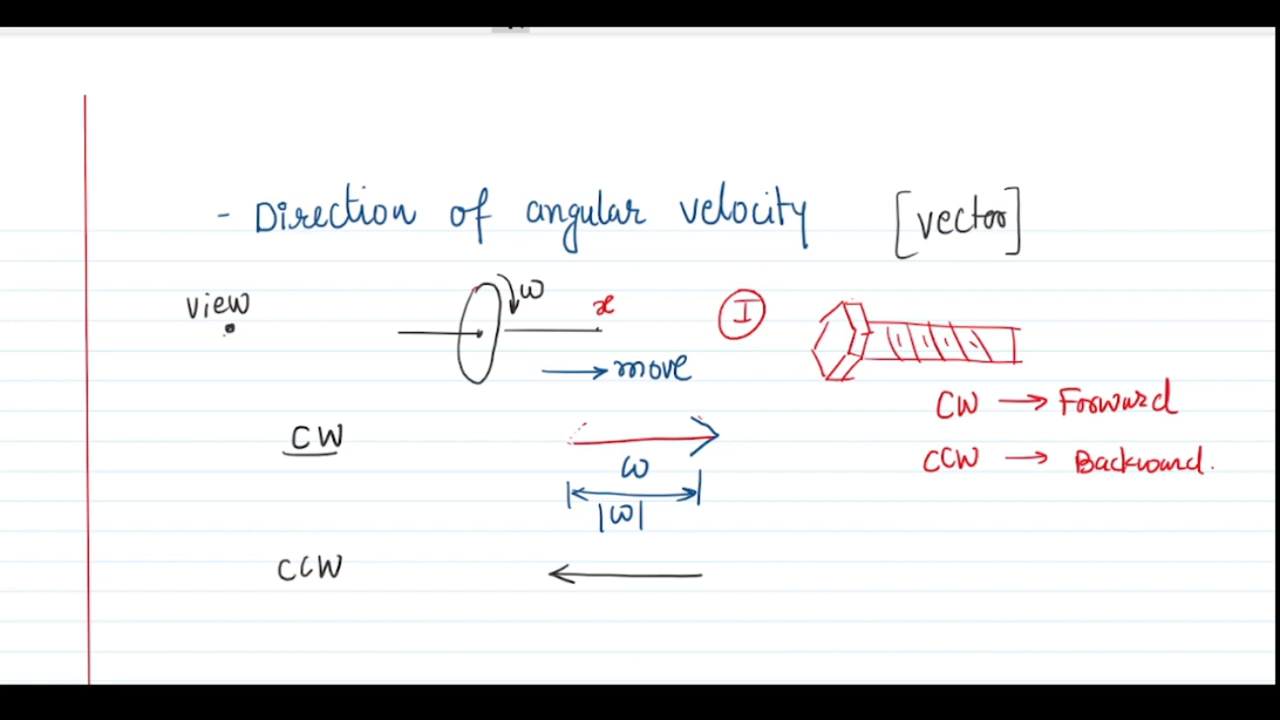 - Direction of angular velocity [vector]
view
ω
x
I
move
CW → Forward
CW
ω
CCW → Backward.
|ω|
CCW